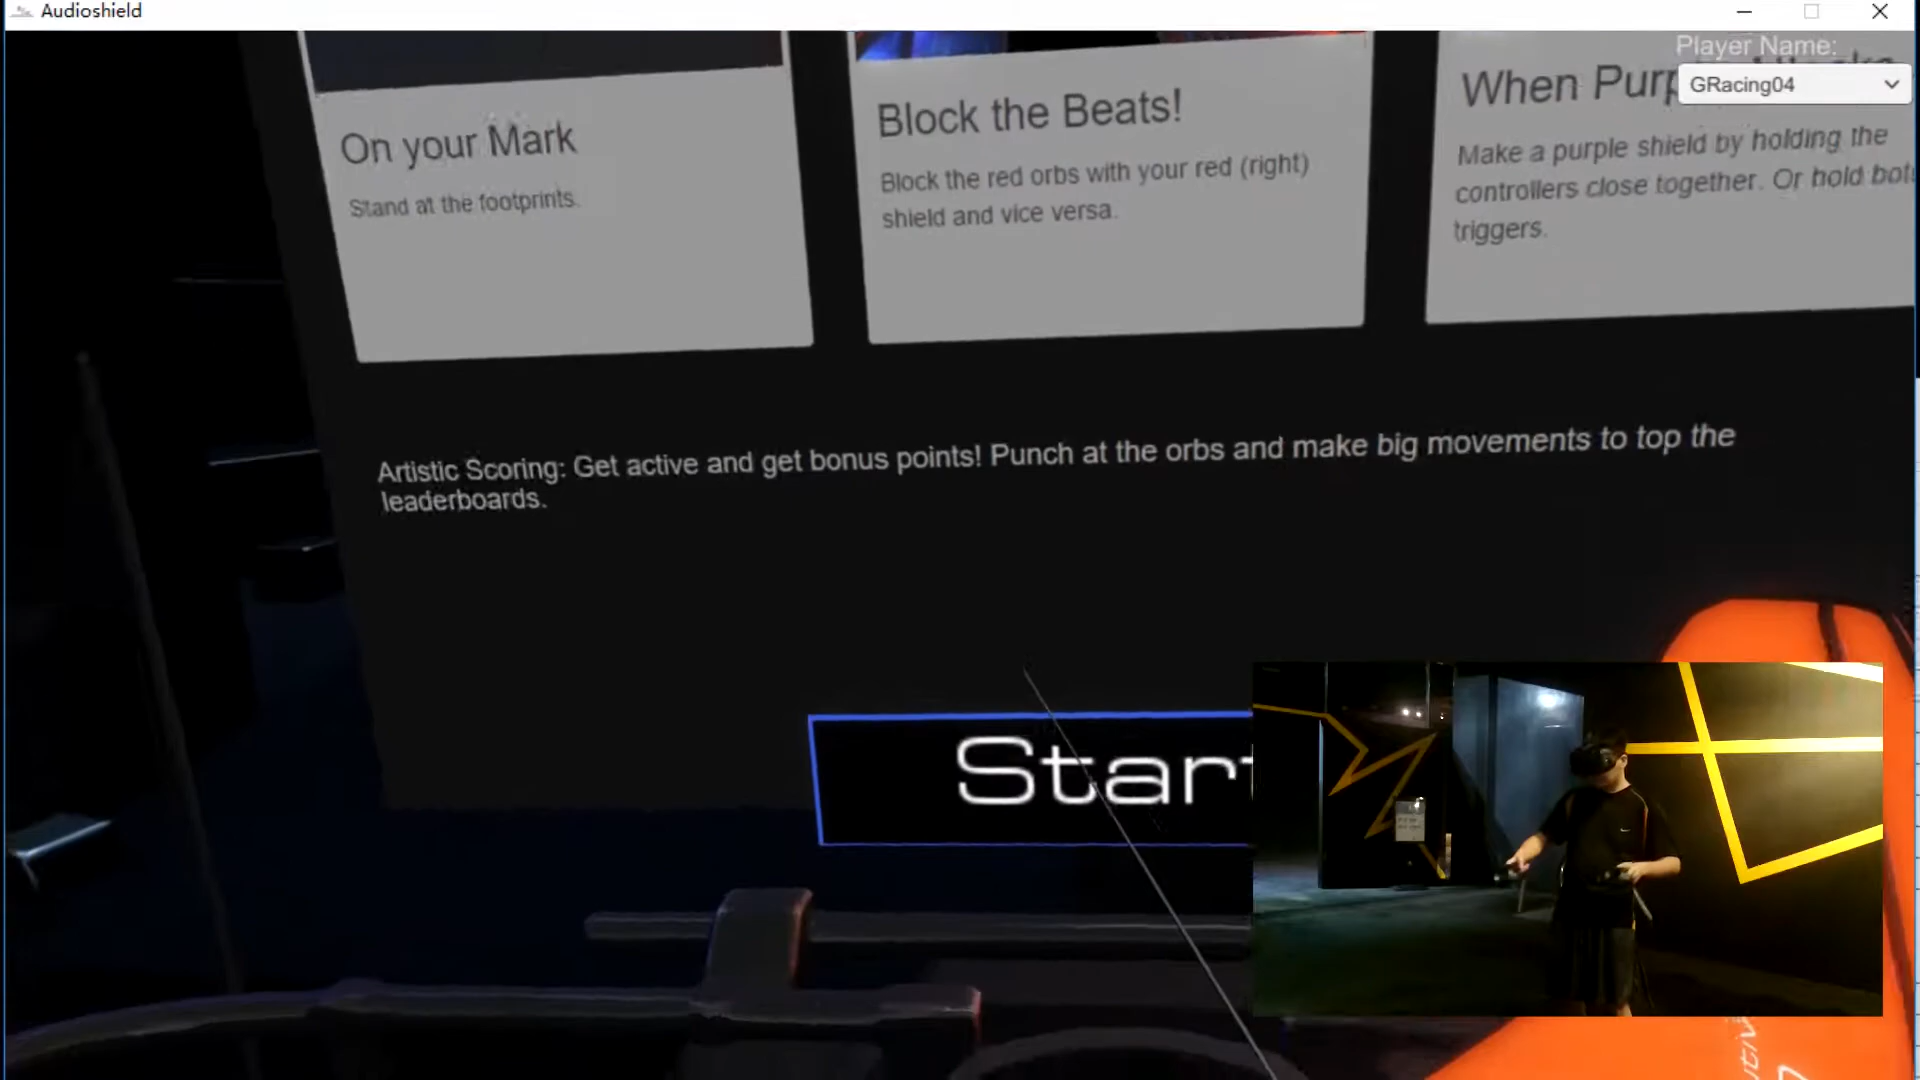 Audioshield
Player Name:
GRacing04
On your Mark
Stand at the footprints.
Block the Beats!
Block the red orbs with your red (right)
shield and vice versa.
When
Make a purple shield by holding the
controllers close together. Or hold
triggers.
Artistic Scoring: Get active and get bonus points! Punch at the orbs and make big movements to top the
leaderboards.
Start